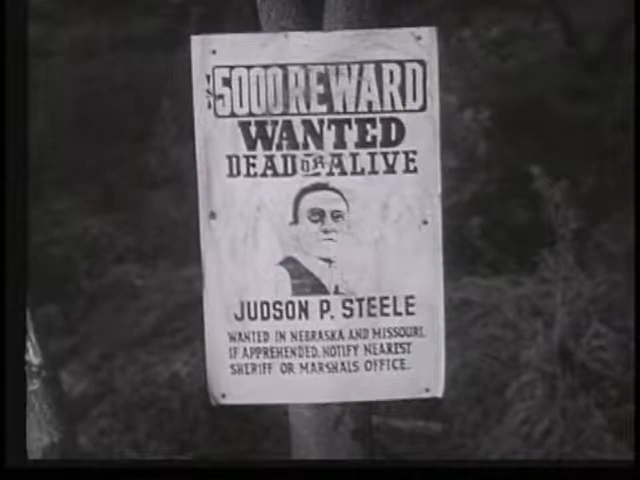 $5000 REWARD
WANTED
DEAD OR ALIVE
JUDSON P. STEELE
WANTED IN NEBRASKA AND MISSOURI.
IF APPREHENDED, NOTIFY NEAREST
SHERIFF OR MARSHALS OFFICE.